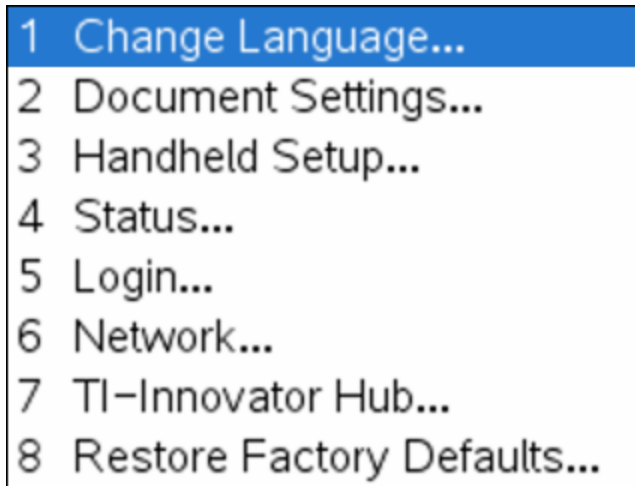 1 Change Language...
2 Document Settings...
3 Handheld Setup...
4 Status...
5 Login...
6 Network...
7 TI-Innovator Hub...
8 Restore Factory Defaults...